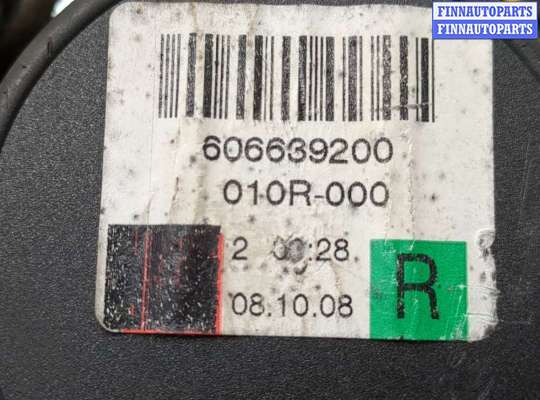 FINNAUTOPARTS
FINNAUTOPARTS
606639200
010R-000
2
:28
08.10.08
R